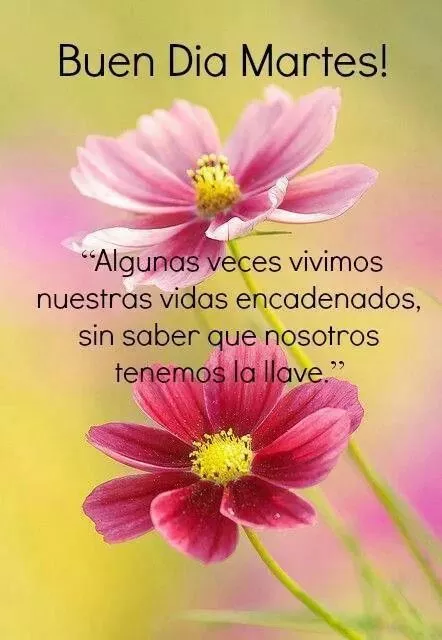 Buen Dia Martes!
“Algunas veces vivimos
nuestras vidas encadenados,
sin saber que nosotros
tenemos la llave.”